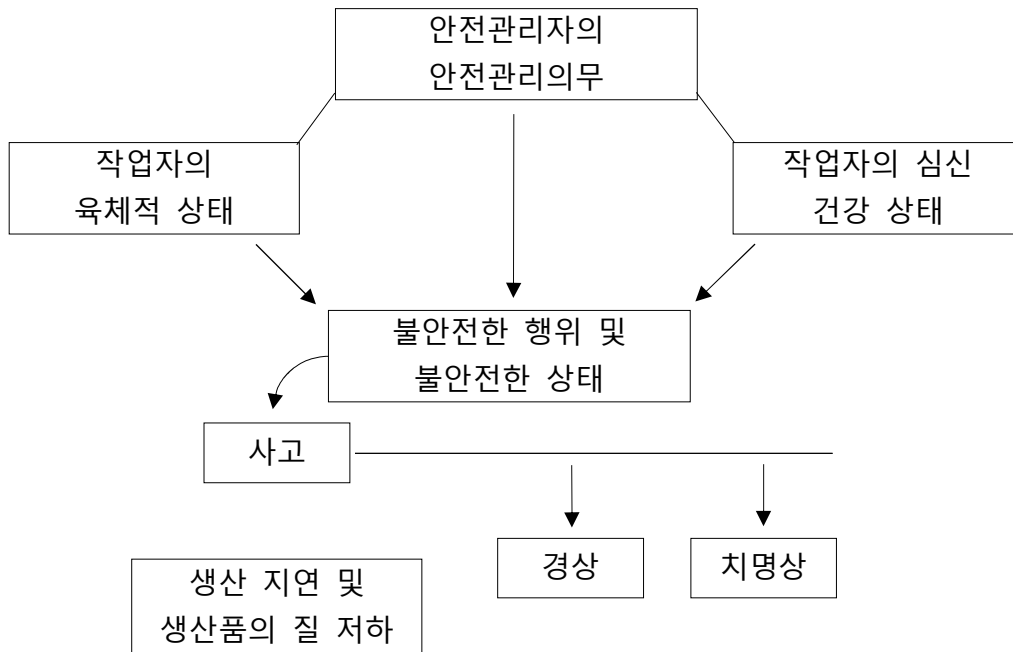 안전관리자의
안전관리의무
작업자의
육체적 상태
작업자의 심신
건강 상태
불안전한 행위 및
불안전한 상태
사고
경상
치명상
생산 지연 및
생산품의 질 저하